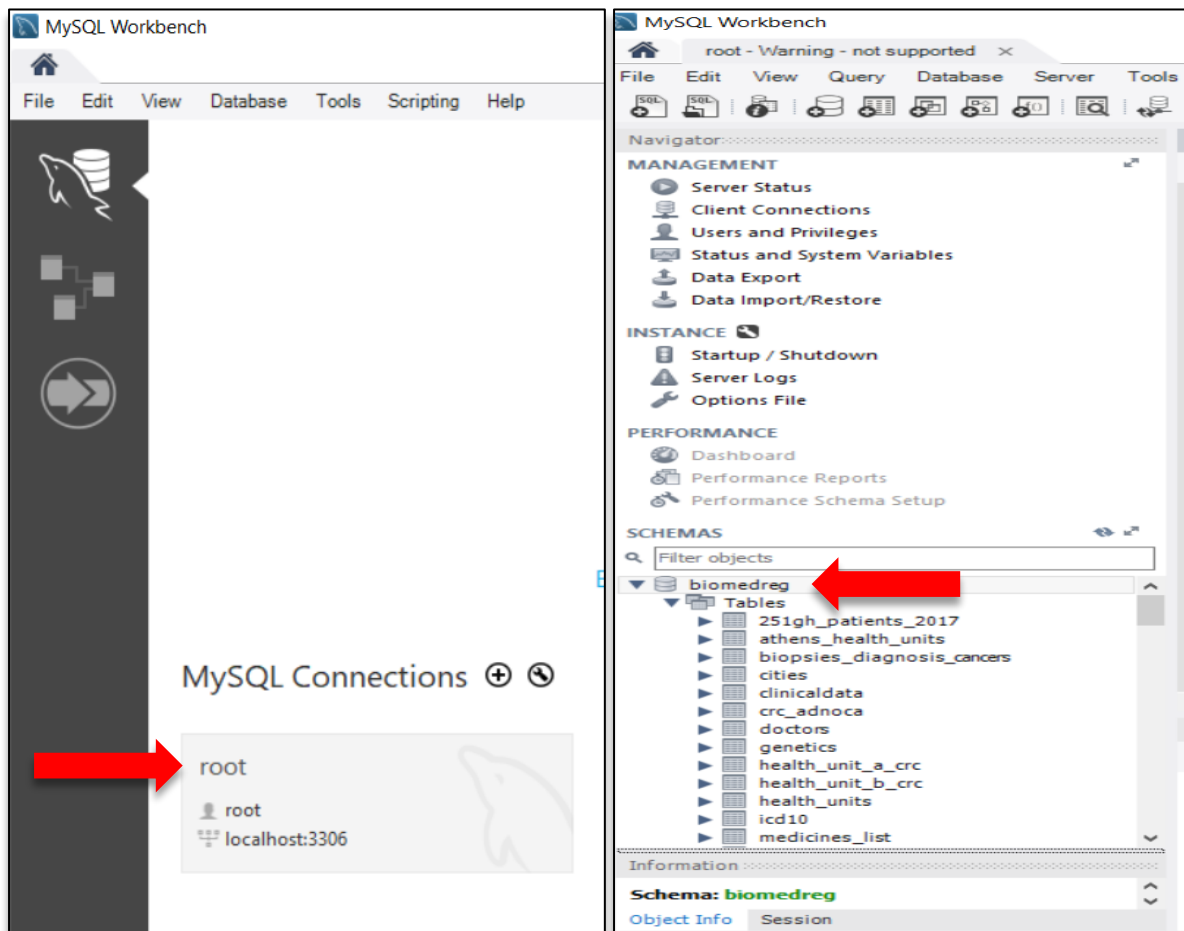 MySQL Workbench
File Edit View Database Tools Scripting Help
MySQL Connections
root
root
localhost:3306
MySQL Workbench
root - Warning - not supported ×
File Edit View Query Database Server Tools
SQL SQL
Navigator
MANAGEMENT
Server Status
Client Connections
Users and Privileges
Status and System Variables
Data Export
Data Import/Restore
INSTANCE
Startup / Shutdown
Server Logs
Options File
PERFORMANCE
Dashboard
Performance Reports
Performance Schema Setup
SCHEMAS
Filter objects
biomedreg
Tables
251gh_patients_2017
athens_health_units
biopsies_diagnosis_cancers
cities
clinicaldata
crc_adnoca
doctors
genetics
health_unit_a_crc
health_unit_b_crc
health_units
icd10
medicines_list
Information
Schema: biomedreg
Object Info Session